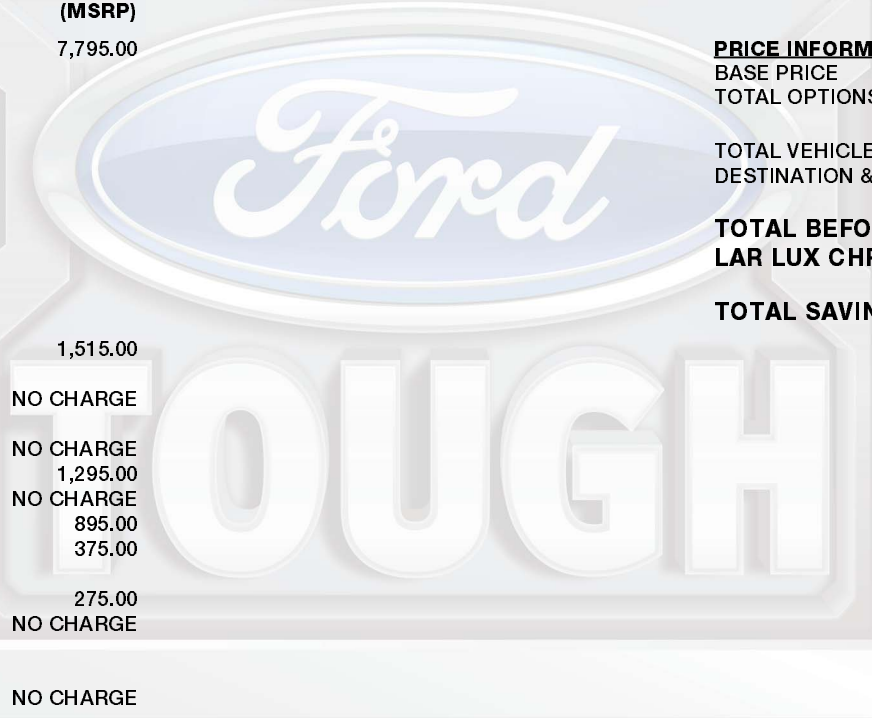 (MSRP)
7,795.00
1,515.00
NO CHARGE
NO CHARGE
1,295.00
NO CHARGE
895.00
375.00
275.00
NO CHARGE
NO CHARGE
PRICE INFORM
BASE PRICE
TOTAL OPTIONS
TOTAL VEHICLE
DESTINATION &
TOTAL BEFO
LAR LUX CHR
TOTAL SAVIN
Ford
TOUGH